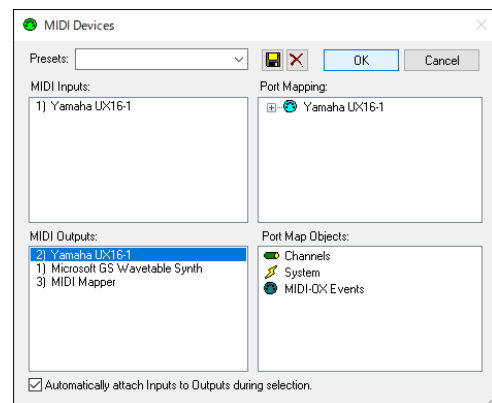 MIDI Devices
Presets:
OK
Cancel
MIDI Inputs:
1) Yamaha UX16-1
Port Mapping:
Yamaha UX16-1
MIDI Outputs:
2) Yamaha UX16-1
1) Microsoft GS Wavetable Synth
3) MIDI Mapper
Port Map Objects:
Channels
System
MIDI-OX Events
Automatically attach Inputs to Outputs during selection.